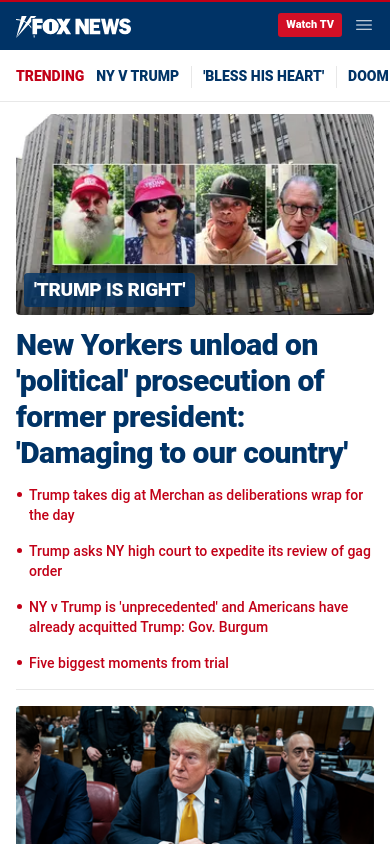 FOX NEWS
Watch TV
TRENDING NY V TRUMP 'BLESS HIS HEART' DOOM
'TRUMP IS RIGHT'
New Yorkers unload on
'political' prosecution of
former president:
'Damaging to our country'
Trump takes dig at Merchan as deliberations wrap for
the day
Trump asks NY high court to expedite its review of gag
order
NY v Trump is 'unprecedented' and Americans have
already acquitted Trump: Gov. Burgum
Five biggest moments from trial